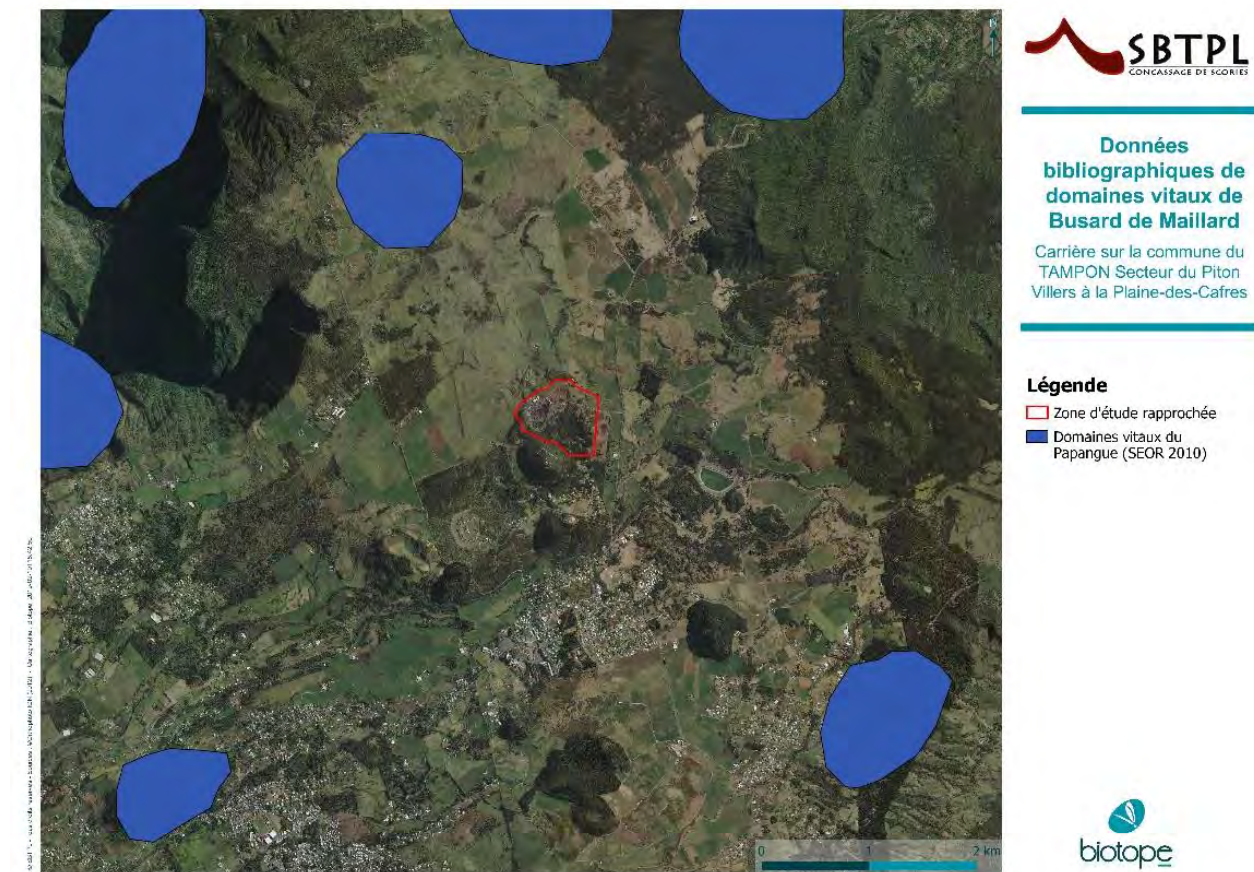 N
SBTPL
CONCASSAGE DE SCORIES
Données
bibliographiques de
domaines vitaux de
Busard de Maillard
Carrière sur la commune du
TAMPON Secteur du Piton
Villers à la Plaine-des-Cafres
Légende
Zone d'étude rapprochée
Domaines vitaux du
Papangue (SEOR 2010)
0 1 2 km
biotope